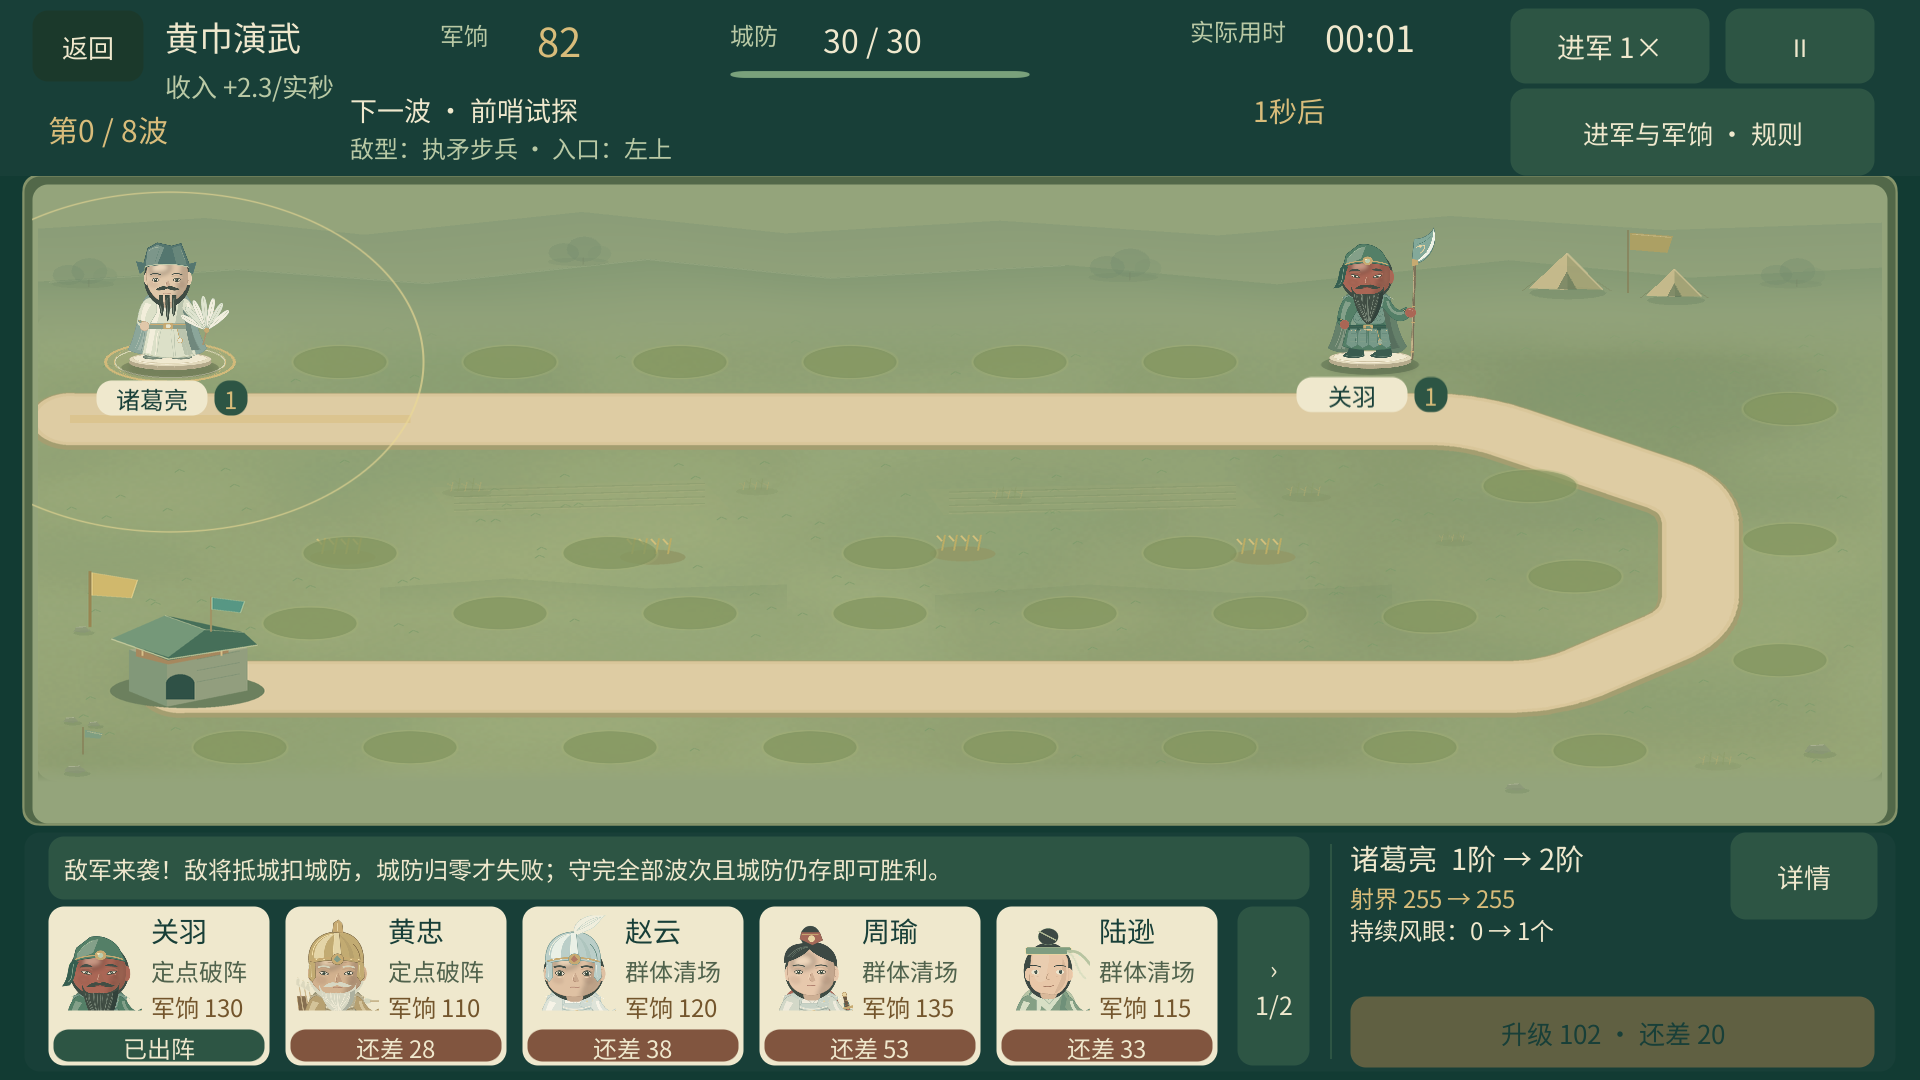 返回
黄巾演武
收入 +2.3/实秒
军饷 82
城防 30 / 30
实际用时 00:01
进军 1×
II
第0 / 8波
下一波 · 前哨试探
敌型：执矛步兵 · 入口：左上
1秒后
进军与军饷 · 规则
诸葛亮 1
关羽 1
敌军来袭！敌将抵城扣城防，城防归零才失败；守完全部波次且城防仍存即可胜利。
关羽
定点破阵
军饷 130
已出阵
黄忠
定点破阵
军饷 110
还差 28
赵云
群体清场
军饷 120
还差 38
周瑜
群体清场
军饷 135
还差 53
陆逊
群体清场
军饷 115
还差 33
›
1/2
诸葛亮 1阶 → 2阶
射界 255 → 255
持续风眼：0 → 1个
详情
升级 102 · 还差 20